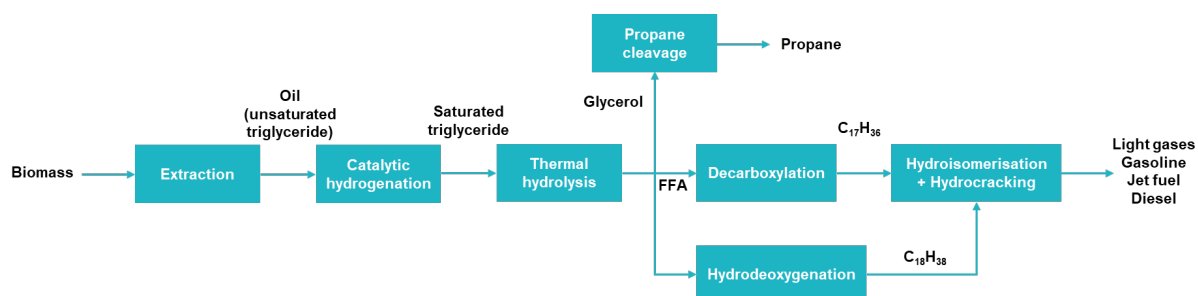 Propane
cleavage
Propane
Oil
(unsaturated
triglyceride)
Saturated
triglyceride
Glycerol
C₁₇H₃₆
Light gases
Gasoline
Jet fuel
Diesel
Biomass
Extraction
Catalytic
hydrogenation
Thermal
hydrolysis
FFA
Decarboxylation
Hydroisomerisation
+ Hydrocracking
Hydrodeoxygenation
C₁₈H₃₈